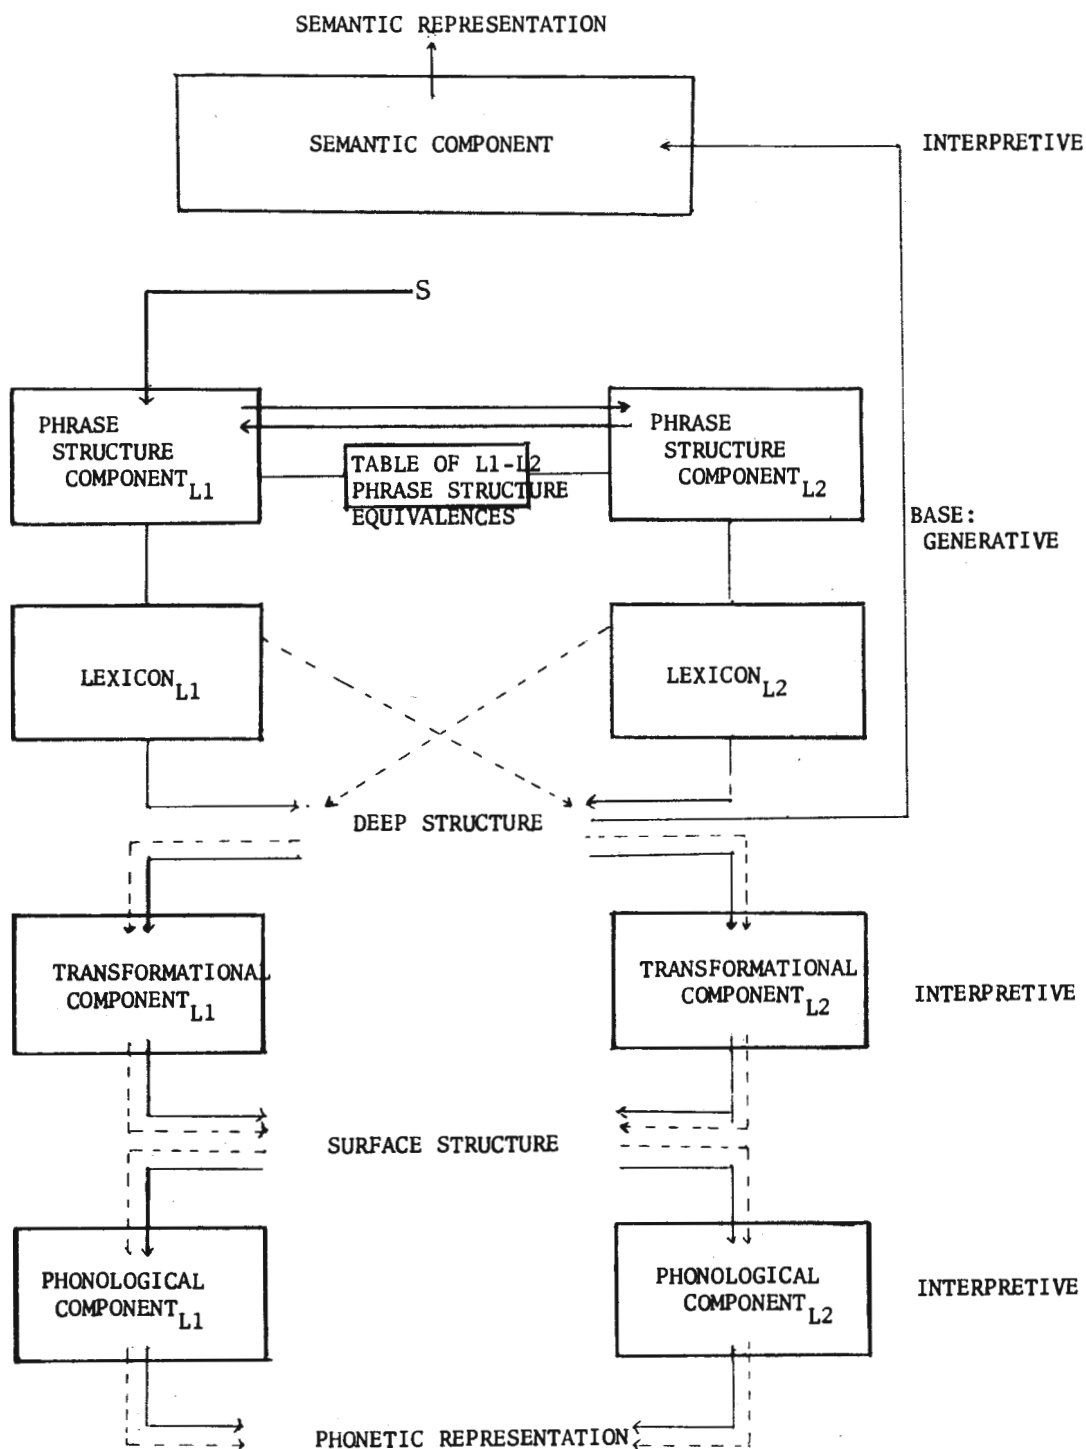 SEMANTIC REPRESENTATION
SEMANTIC COMPONENT
INTERPRETIVE
S
PHRASE
STRUCTURE
COMPONENT L1
TABLE OF L1-L2
PHRASE STRUCTURE
EQUIVALENCES
PHRASE
STRUCTURE
COMPONENT L2
BASE:
GENERATIVE
LEXICON L1
LEXICON L2
DEEP STRUCTURE
TRANSFORMATIONAL
COMPONENT L1
TRANSFORMATIONAL
COMPONENT L2
INTERPRETIVE
SURFACE STRUCTURE
PHONOLOGICAL
COMPONENT L1
PHONOLOGICAL
COMPONENT L2
INTERPRETIVE
PHONETIC REPRESENTATION